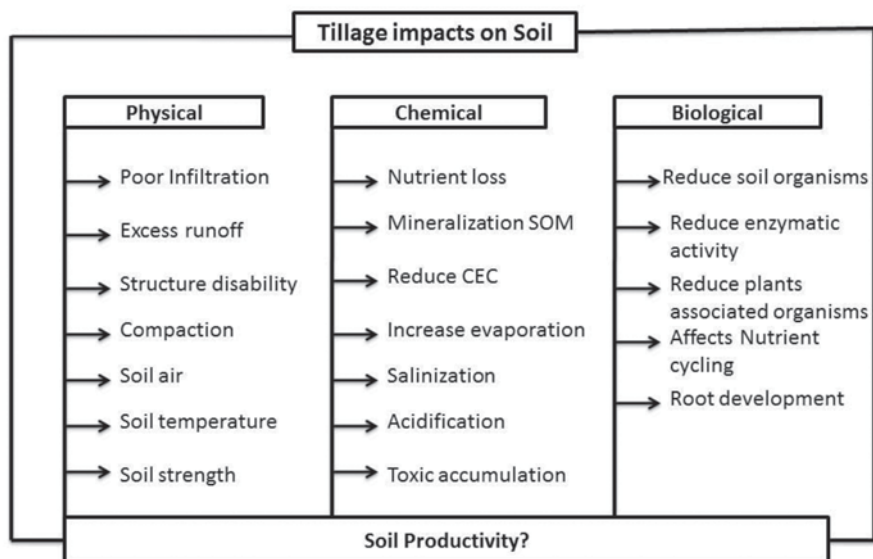 Tillage impacts on Soil
Physical
Poor Infiltration
Excess runoff
Structure disability
Compaction
Soil air
Soil temperature
Soil strength
Chemical
Nutrient loss
Mineralization SOM
Reduce CEC
Increase evaporation
Salinization
Acidification
Toxic accumulation
Biological
Reduce soil organisms
Reduce enzymatic
activity
Reduce plants
associated organisms
Affects Nutrient
cycling
Root development
Soil Productivity?